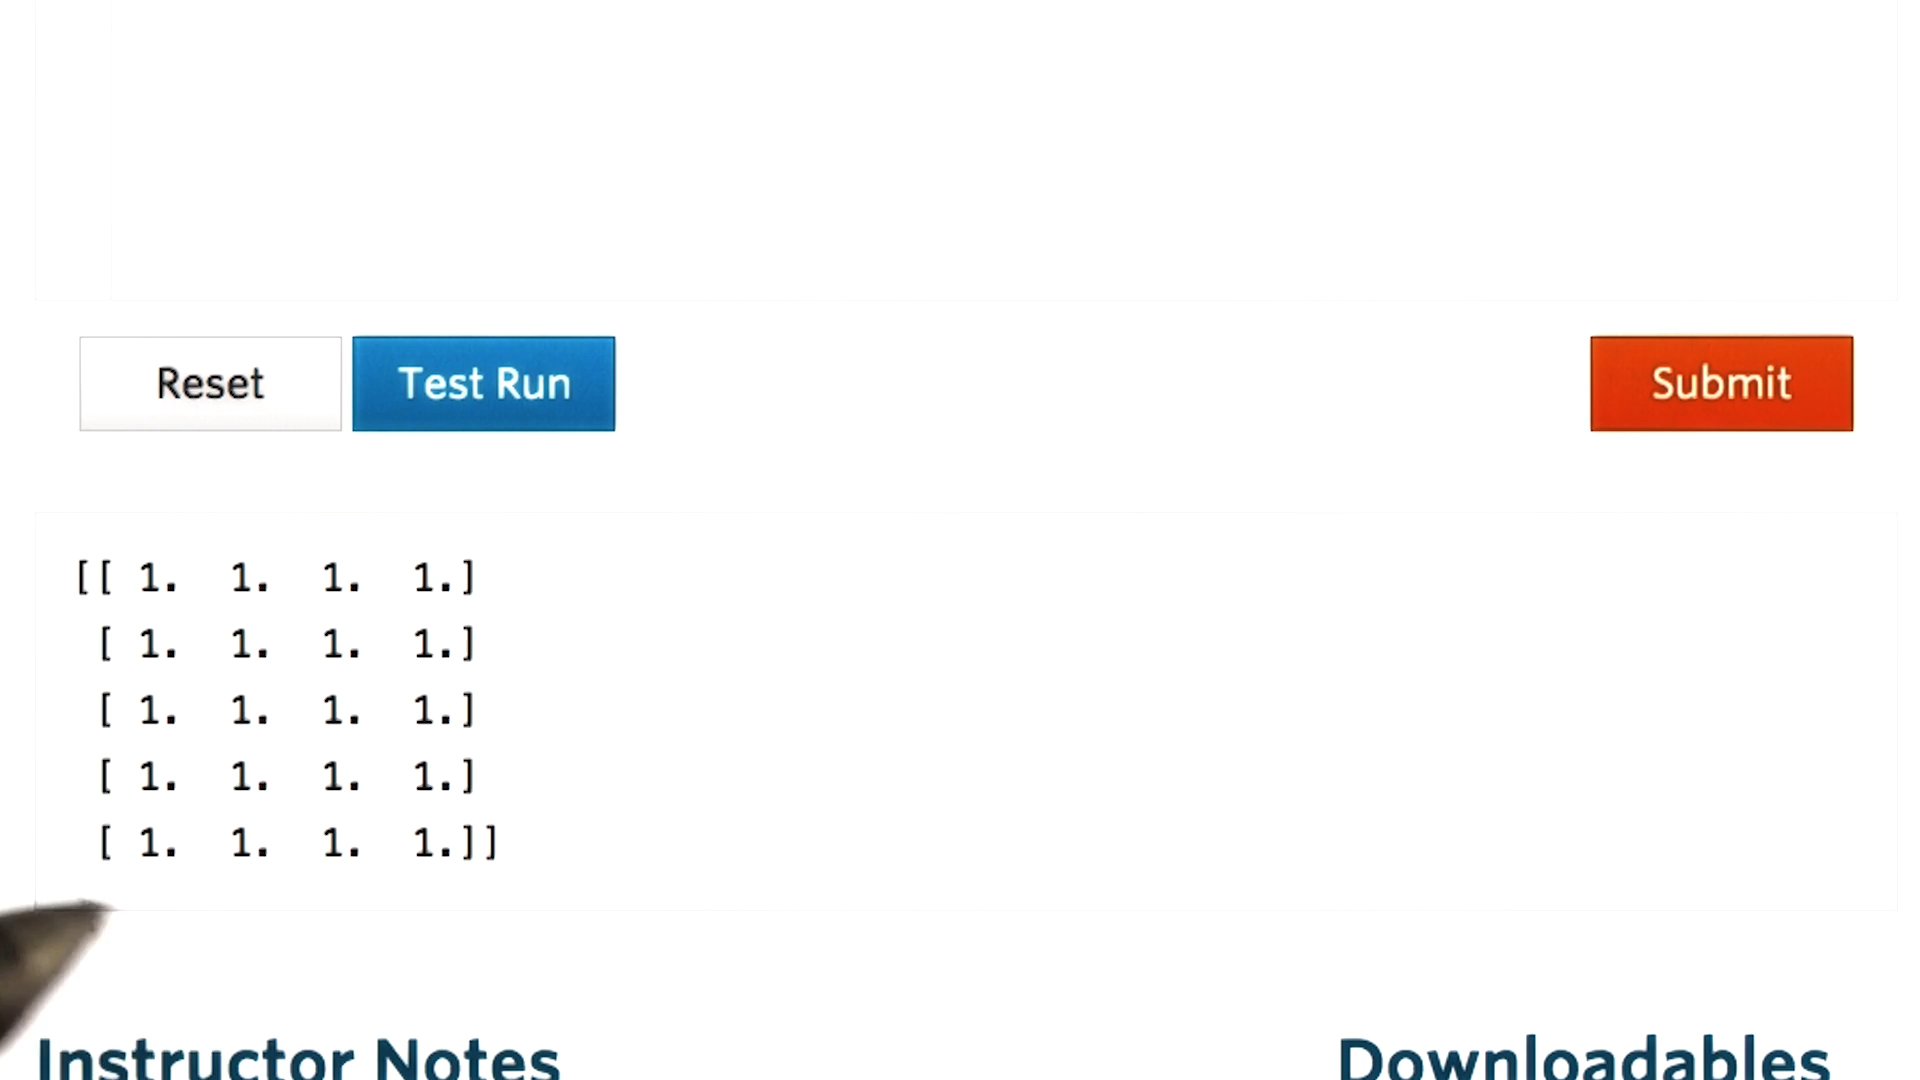 Reset Test Run Submit
[[ 1.  1.  1.  1.]
 [ 1.  1.  1.  1.]
 [ 1.  1.  1.  1.]
 [ 1.  1.  1.  1.]
 [ 1.  1.  1.  1.]]
Instructor Notes Downloadables